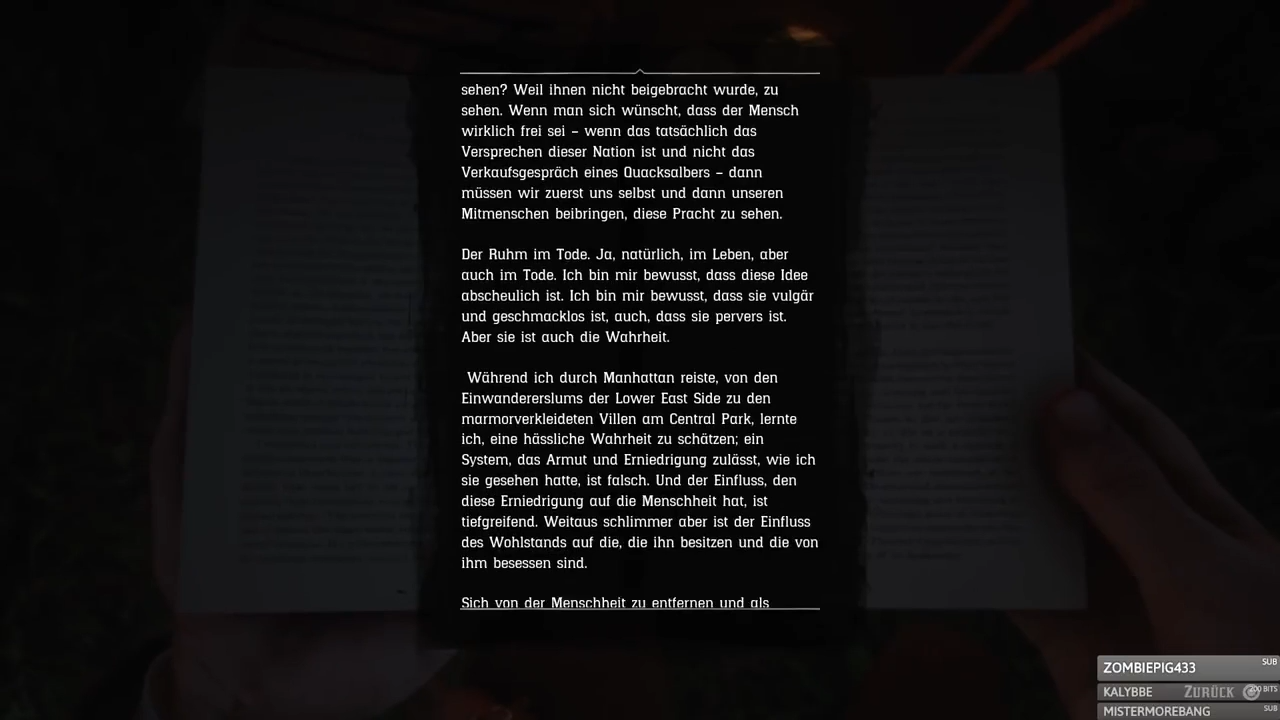 sehen? Weil ihnen nicht beigebracht wurde, zu
sehen. Wenn man sich wünscht, dass der Mensch
wirklich frei sei – wenn das tatsächlich das
Versprechen dieser Nation ist und nicht das
Verkaufsgespräch eines Quacksalbers – dann
müssen wir zuerst uns selbst und dann unseren
Mitmenschen beibringen, diese Pracht zu sehen.
Der Ruhm im Tode. Ja, natürlich, im Leben, aber
auch im Tode. Ich bin mir bewusst, dass diese Idee
abscheulich ist. Ich bin mir bewusst, dass sie vulgär
und geschmacklos ist, auch, dass sie pervers ist.
Aber sie ist auch die Wahrheit.
Während ich durch Manhattan reiste, von den
Einwandererslums der Lower East Side zu den
marmorverkleideten Villen am Central Park, lernte
ich, eine hässliche Wahrheit zu schätzen; ein
System, das Armut und Erniedrigung zulässt, wie ich
sie gesehen hatte, ist falsch. Und der Einfluss, den
diese Erniedrigung auf die Menschheit hat, ist
tiefgreifend. Weitaus schlimmer aber ist der Einfluss
des Wohlstands auf die, die ihn besitzen und die von
ihm besessen sind.
Sich von der Menschheit zu entfernen und als
ZOMBIEPIG433 SUB
KALYBBE ZURÜCK 200 BITS
MISTERMOREBANG SUB